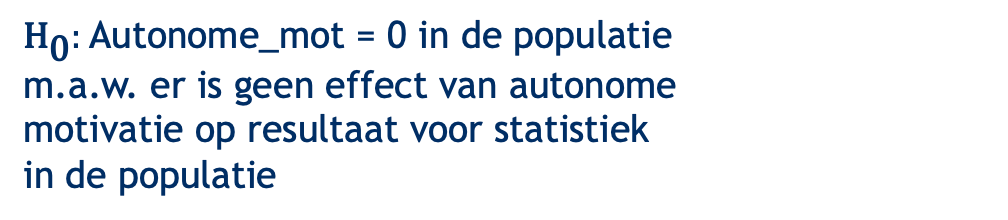 H0: Autonome_mot = 0 in de populatie
m.a.w. er is geen effect van autonome
motivatie op resultaat voor statistiek
in de populatie